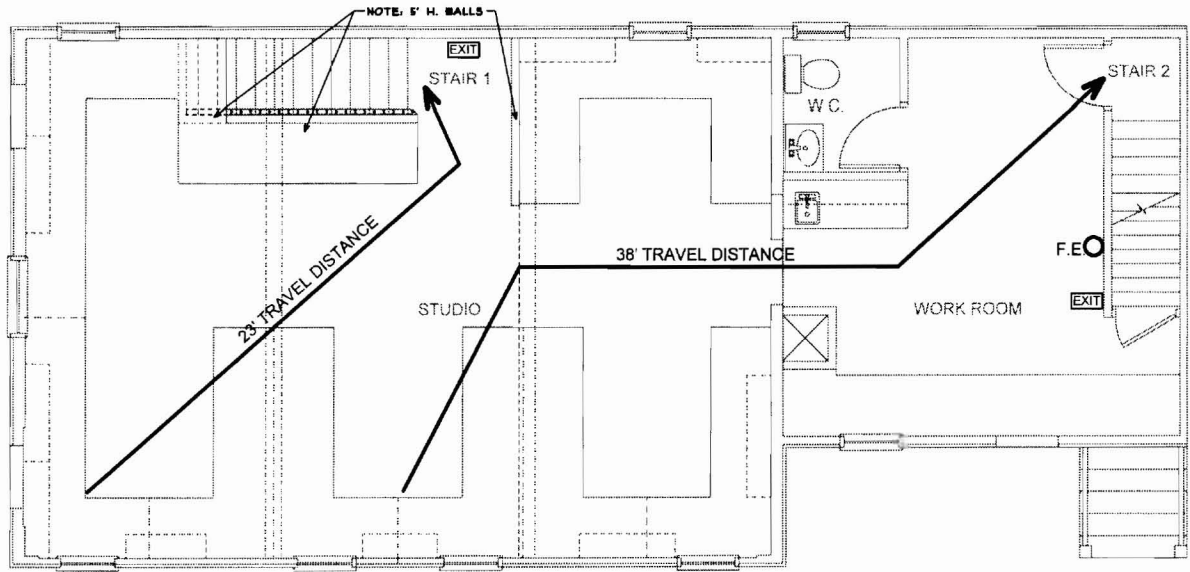 NOTE: 5' H. WALLS
EXIT
STAIR 1
STAIR 2
W C.
23' TRAVEL DISTANCE
38' TRAVEL DISTANCE
F.E.
STUDIO
EXIT
WORK ROOM